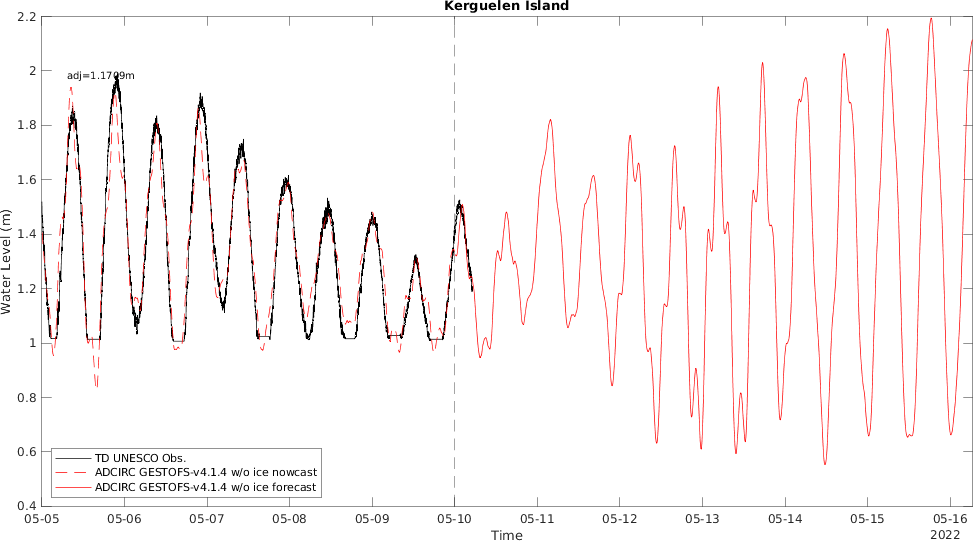 Kerguelen Island
2.2
2
1.8
1.6
1.4
1.2
1
0.8
0.6
0.4
Water Level (m)
adj=1.1709m
TD UNESCO Obs.
ADCIRC GESTOFS-v4.1.4 w/o ice nowcast
ADCIRC GESTOFS-v4.1.4 w/o ice forecast
05-05 05-06 05-07 05-08 05-09 05-10 05-11 05-12 05-13 05-14 05-15 05-16
Time
2022